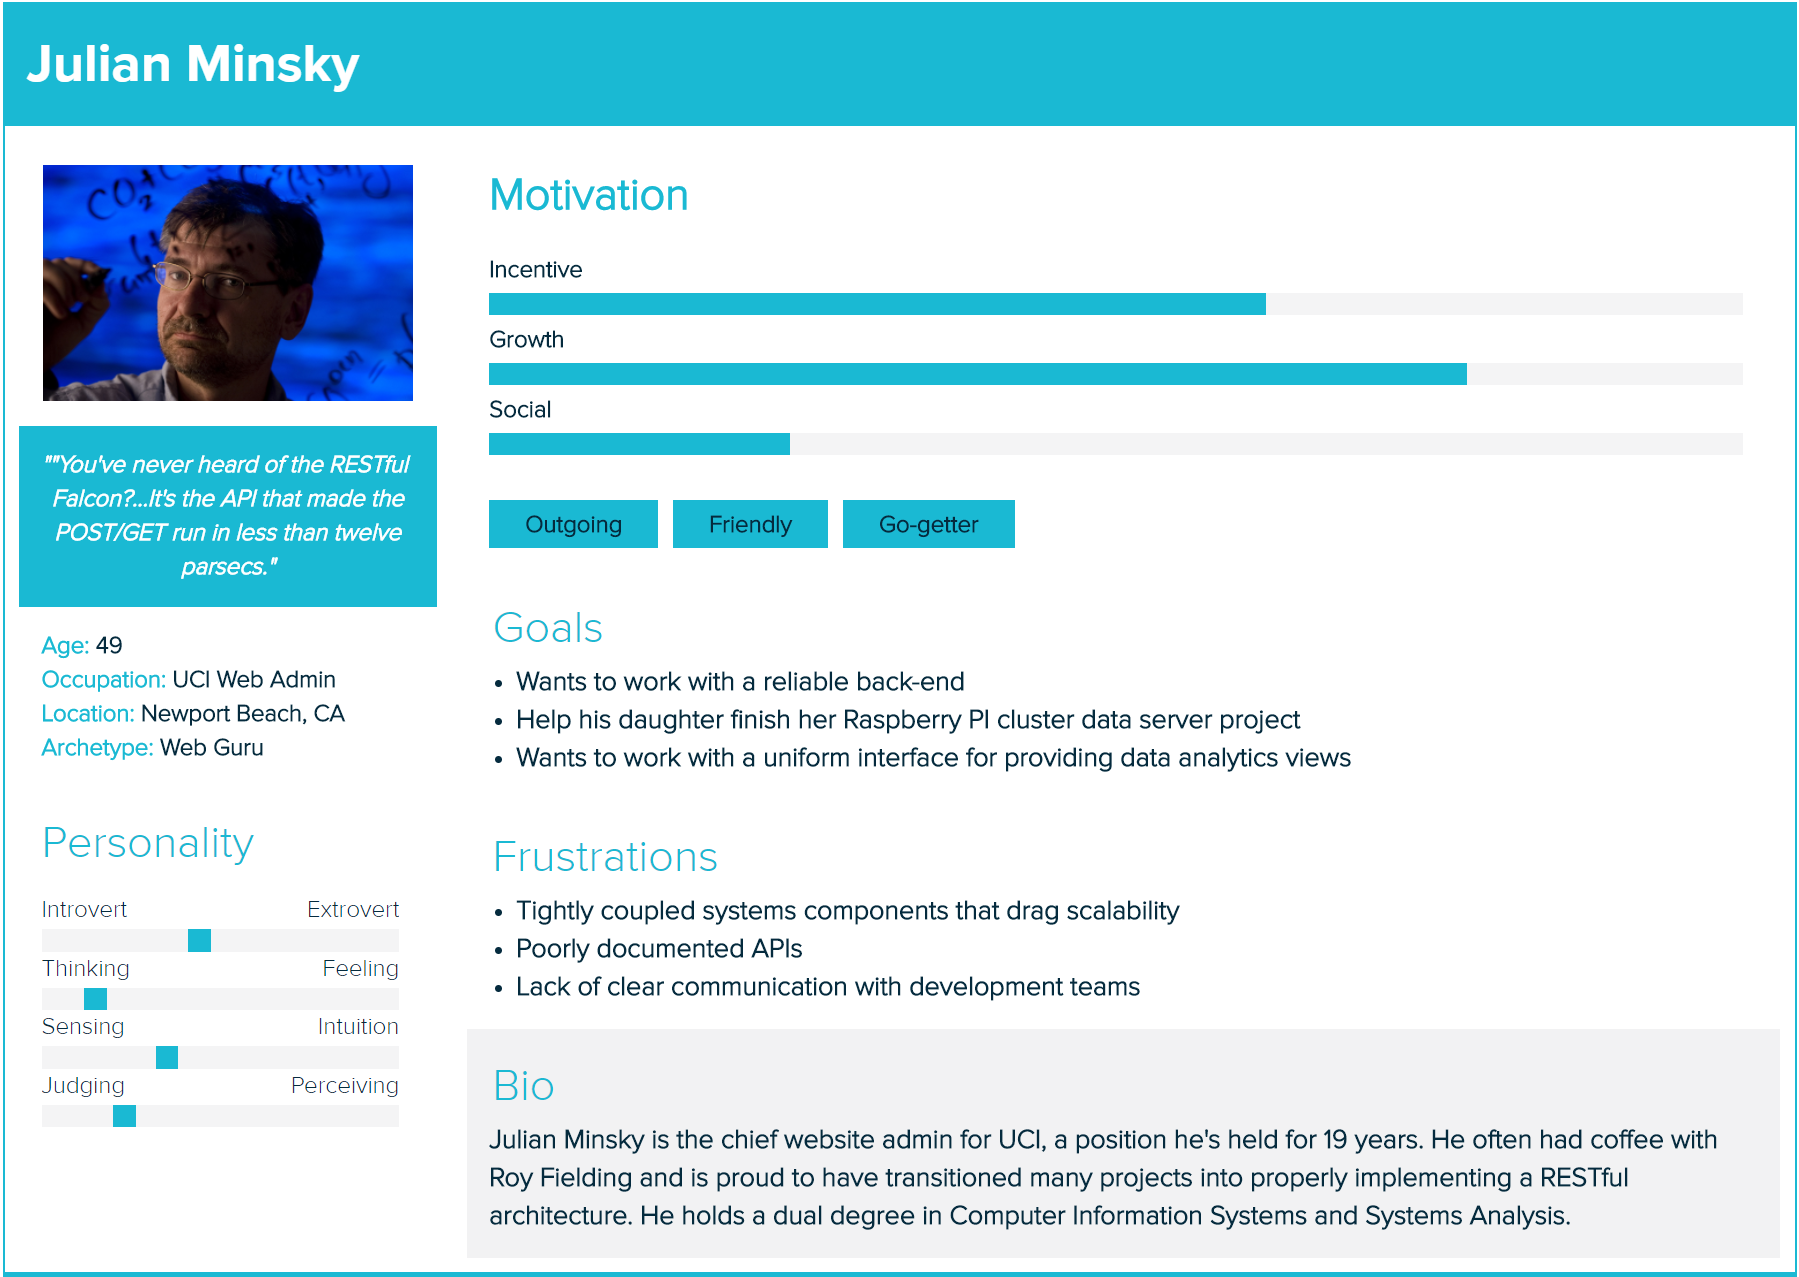 Julian Minsky
CO2
""You've never heard of the RESTful
Falcon?...It's the API that made the
POST/GET run in less than twelve
parsecs."
Age: 49
Occupation: UCI Web Admin
Location: Newport Beach, CA
Archetype: Web Guru
Personality
Introvert Extrovert
Thinking Feeling
Sensing Intuition
Judging Perceiving
Motivation
Incentive
Growth
Social
Outgoing Friendly Go-getter
Goals
• Wants to work with a reliable back-end
• Help his daughter finish her Raspberry PI cluster data server project
• Wants to work with a uniform interface for providing data analytics views
Frustrations
• Tightly coupled systems components that drag scalability
• Poorly documented APIs
• Lack of clear communication with development teams
Bio
Julian Minsky is the chief website admin for UCI, a position he's held for 19 years. He often had coffee with
Roy Fielding and is proud to have transitioned many projects into properly implementing a RESTful
architecture. He holds a dual degree in Computer Information Systems and Systems Analysis.